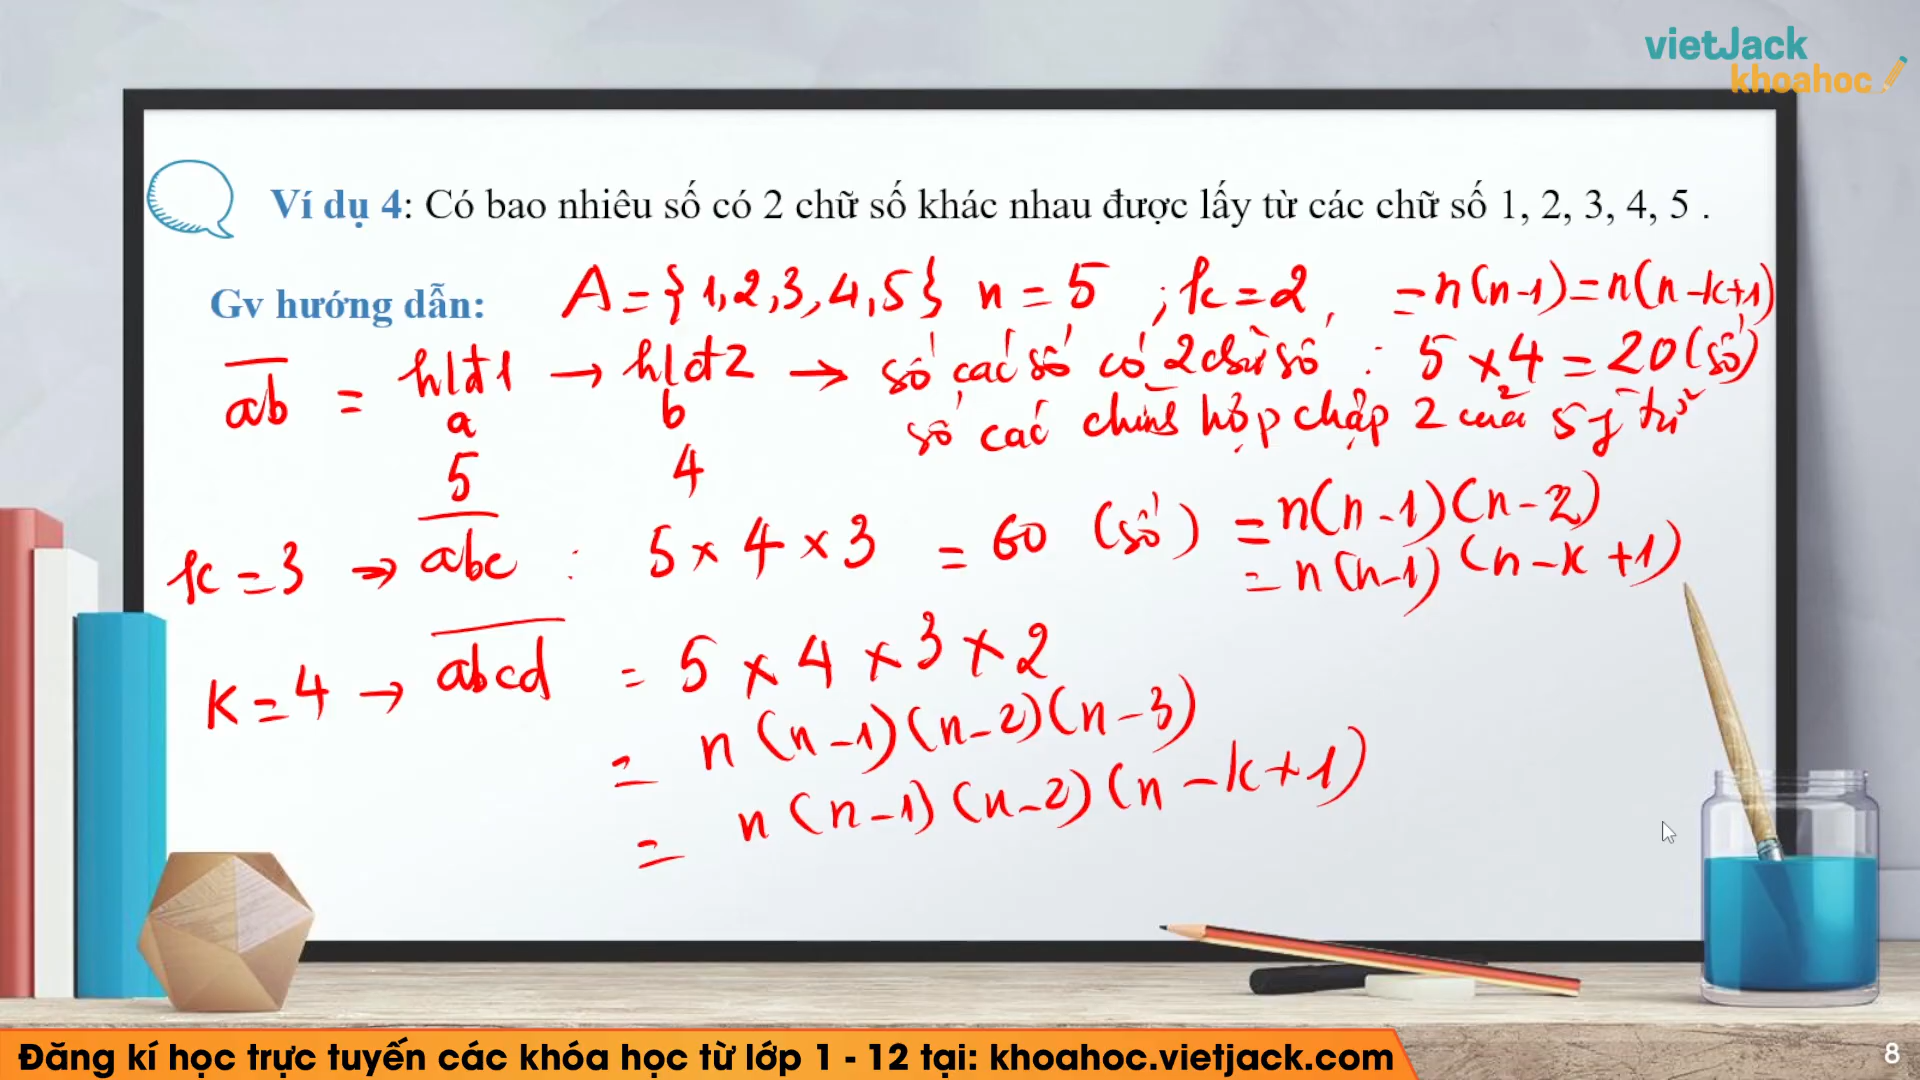 vietJack
khoahoc
Ví dụ 4: Có bao nhiêu số có 2 chữ số khác nhau được lấy từ các chữ số 1, 2, 3, 4, 5 .
Gv hướng dẫn: A = {1,2,3,4,5} n = 5 ; k = 2 = n(n-1) = n(n-k+1)
ab = hđ1 → hđ2 → số các số có 2 chữ số : 5 × 4 = 20 (số)
a b số các chỉnh hợp chập 2 của 5 ptử
5 4
k = 3 → abc : 5 × 4 × 3 = 60 (số) = n(n-1)(n-2)
= n(n-1)(n-k+1)
k = 4 → abcd = 5 × 4 × 3 × 2
= n(n-1)(n-2)(n-3)
= n(n-1)(n-2)(n-k+1)
Đăng kí học trực tuyến các khóa học từ lớp 1 - 12 tại: khoahoc.vietjack.com
8